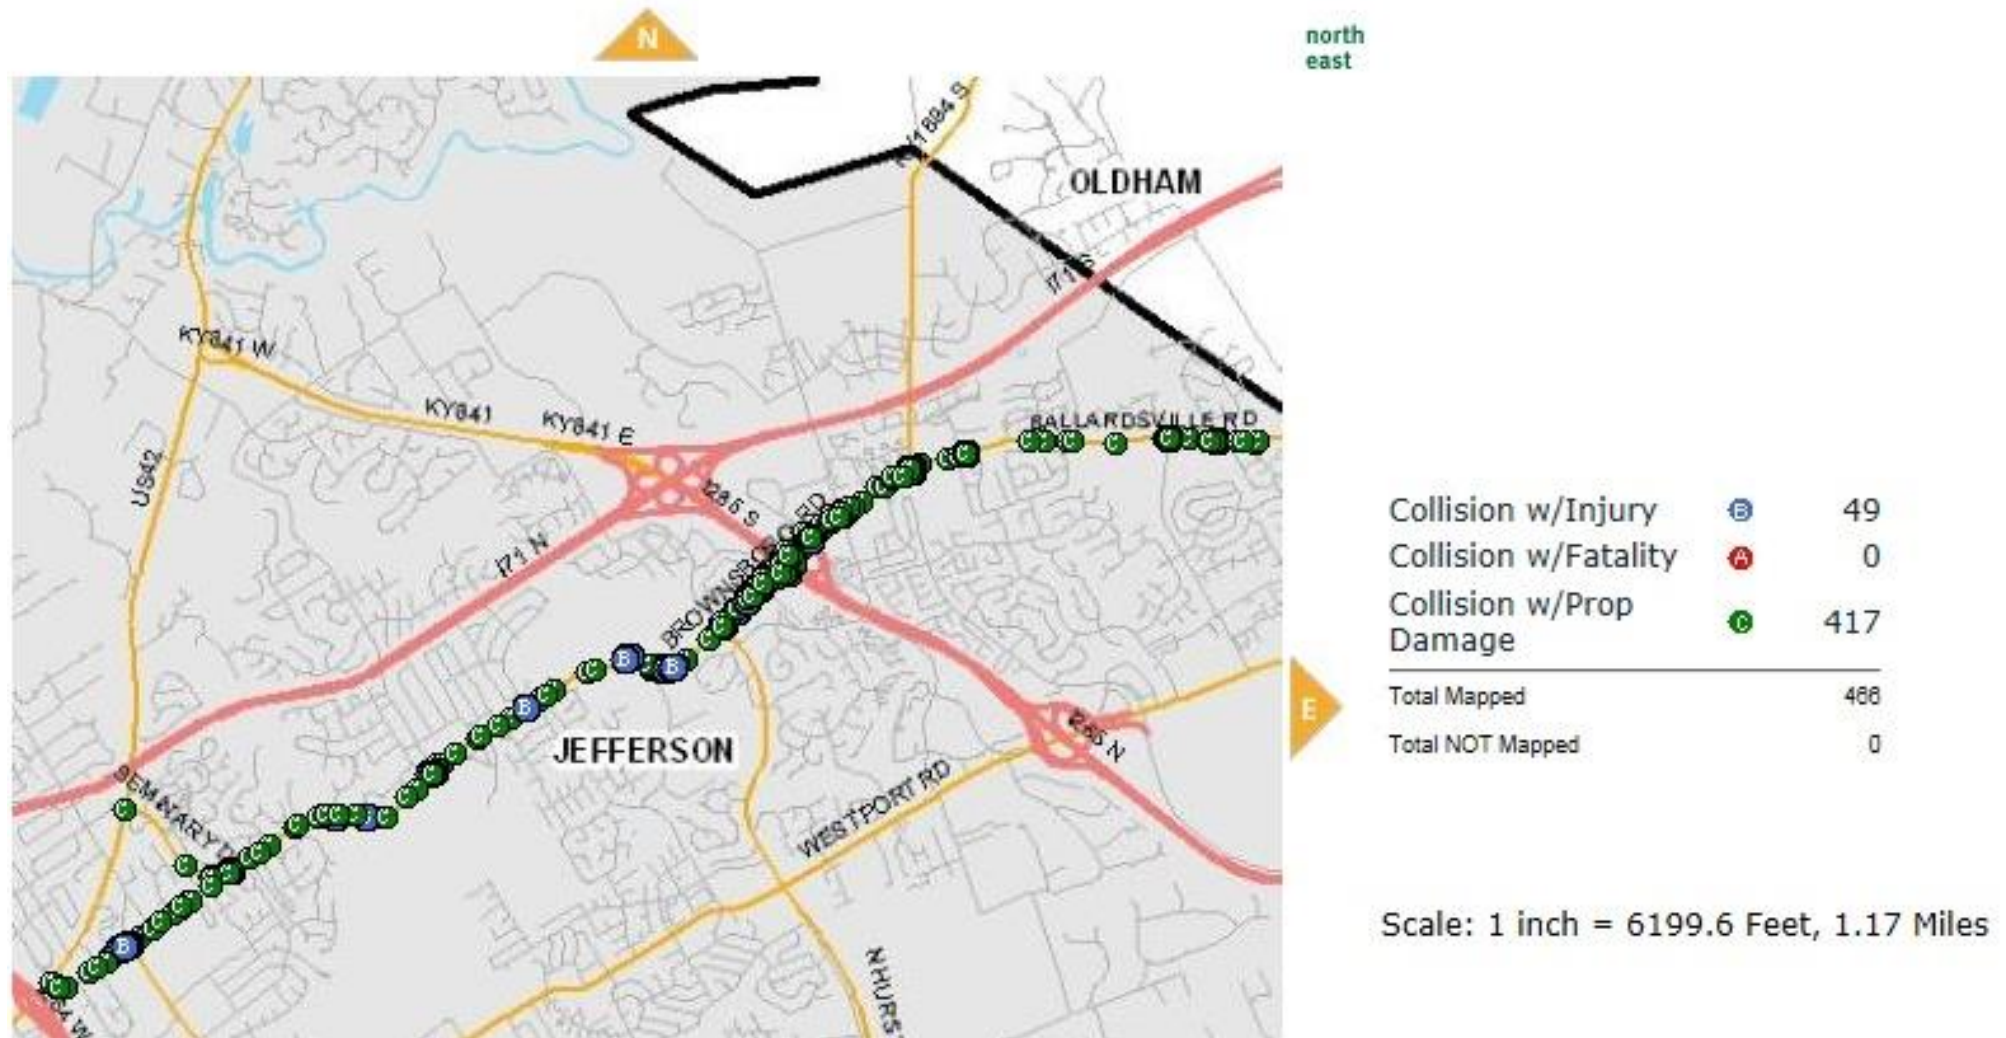 N
north
east
KY1694 S
OLDHAM
I71 S
KY841 W
KY841
KY841 E
BALLARDSVILLE RD
US42
I265 S
I71 N
BROWNSBORO RD
Collision w/Injury B 49
Collision w/Fatality A 0
Collision w/Prop
Damage C 417
Total Mapped 466
Total NOT Mapped 0
E
JEFFERSON
I265 N
WESTPORT RD
SEMINARY D
N HURS
64 W
Scale: 1 inch = 6199.6 Feet, 1.17 Miles